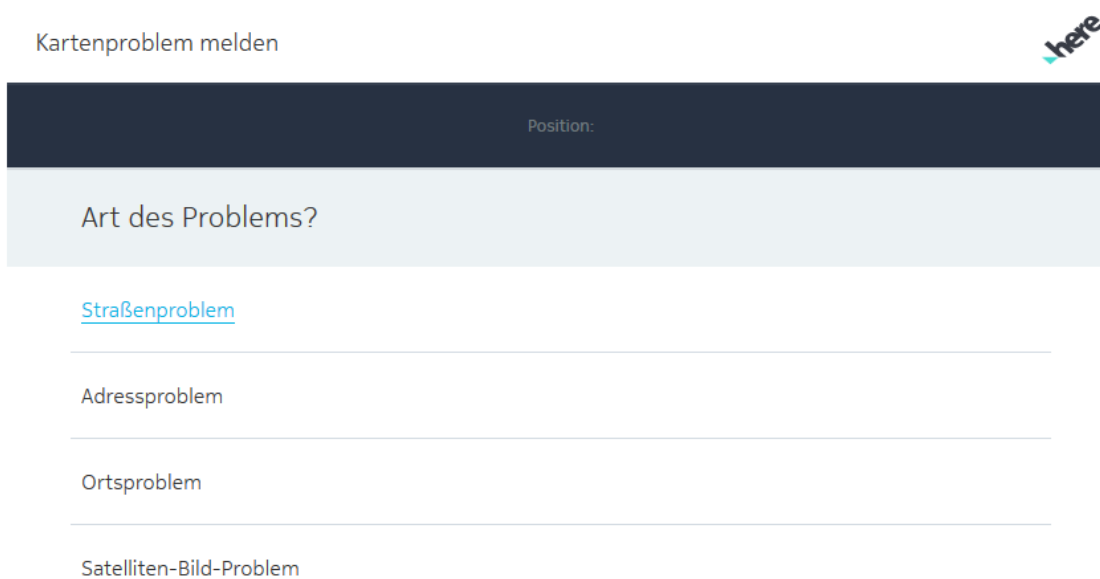 Kartenproblem melden
here
Position:
Art des Problems?
Straßenproblem
Adressproblem
Ortsproblem
Satelliten-Bild-Problem